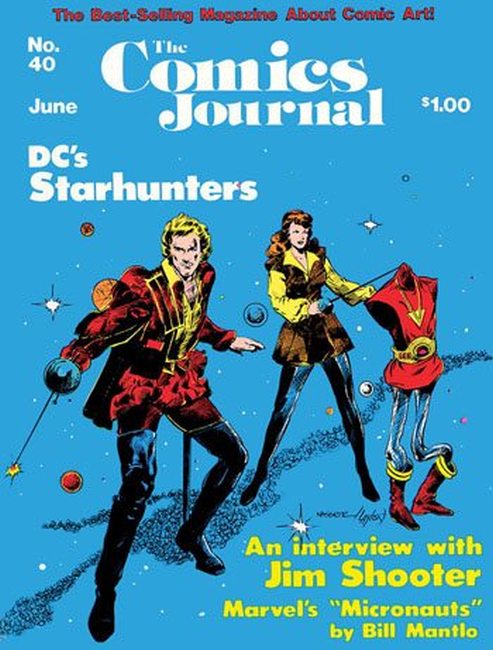 The Best-Selling Magazine About Comic Art!
No. 40
The Comics Journal
June
$1.00
DC's
Starhunters
An interview with
Jim Shooter
Marvel's "Micronauts"
by Bill Mantlo